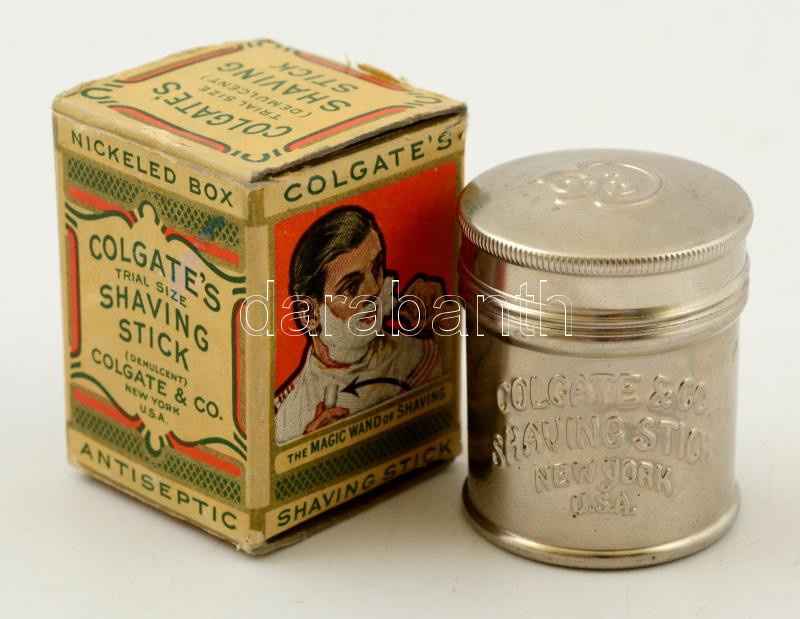 COLGATE'S
TRIAL SIZE
(DEMULCENT)
SHAVING
STICK
NICKELED BOX
COLGATE'S
TRIAL SIZE
SHAVING
STICK
(DEMULCENT)
COLGATE & CO.
NEW YORK
U.S.A.
ANTISEPTIC
COLGATE'S
THE MAGIC WAND OF SHAVING
SHAVING STICK
COLGATE & CO.
SHAVING STICK
NEW YORK
U.S.A.
darabanth